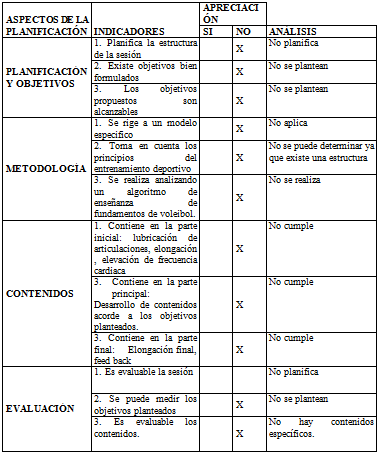 ASPECTOS DE LA PLANIFICACIÓN INDICADORES APRECIACI ÓN
SI NO ANÁLISIS
PLANIFICACIÓN Y OBJETIVOS
1. Planifica la estructura
de la sesión
X
No planifica
2. Existe objetivos bien
formulados
X
No se plantean
3. Los objetivos
propuestos son
alcanzables
X
No se plantean
METODOLOGÍA
1. Se rige a un modelo
especifico
X
No aplica
2. Toma en cuenta los
principios del
entrenamiento deportivo
X
No se puede determinar ya
que existe una estructura
3. Se realiza analizando
un algoritmo de
enseñanza de
fundamentos de voleibol.
X
No se realiza
CONTENIDOS
1. Contiene en la parte
inicial: lubricación de
articulaciones, elongación
, elevación de frecuencia
cardiaca
X
No cumple
3. Contiene en la parte
principal:
Desarrollo de contenidos
acorde a los objetivos
planteados.
X
No cumple
3. Contiene en la parte
final: Elongación final,
feed back
X
No cumple
EVALUACIÓN
1. Es evaluable la sesión
No planifica
2. Se puede medir los
objetivos planteados
X
No se plantean
3. Es evaluable los
contenidos.
X
No hay contenidos
específicos.